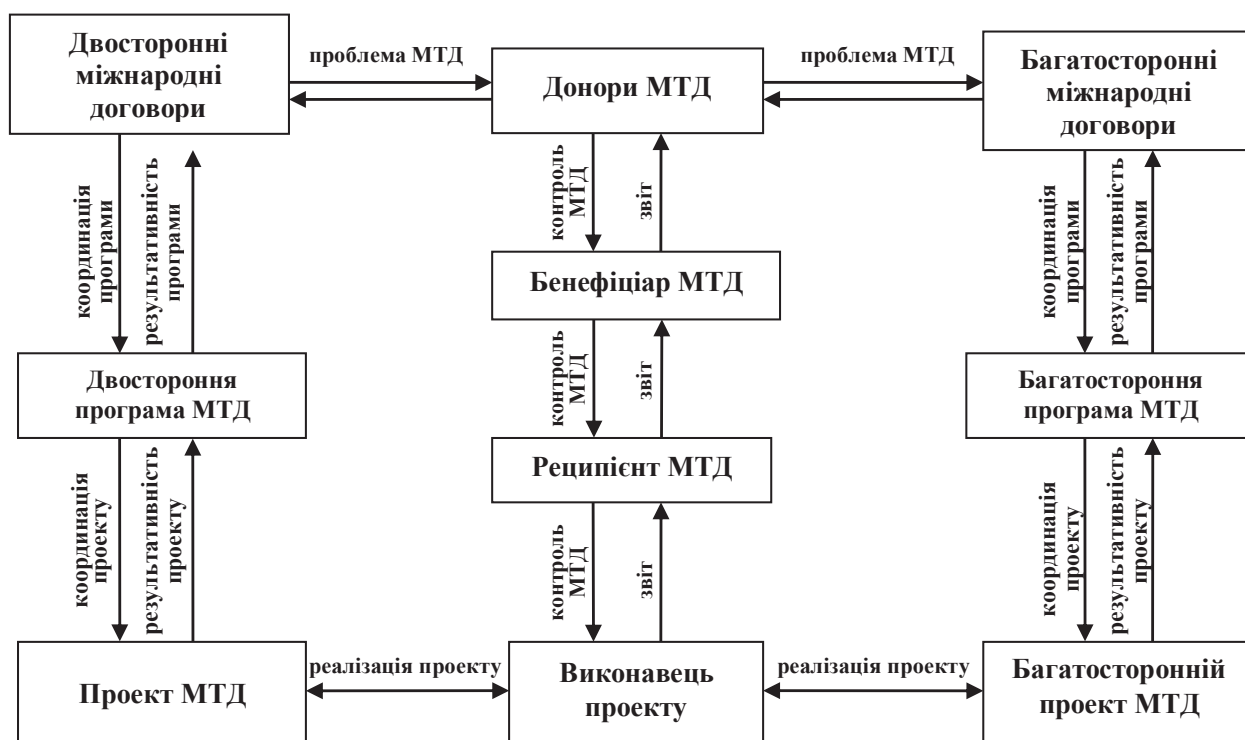 Двосторонні
міжнародні
договори
проблема МТД
Донори МТД
проблема МТД
Багатосторонні
міжнародні
договори
координація
програми
результативність
програми
контроль
МТД
звіт
координація
програми
результативність
програми
Бенефіціар МТД
Двостороння
програма МТД
контроль
МТД
звіт
Багатостороння
програма МТД
Реципієнт МТД
координація
проекту
результативність
проекту
контроль
МТД
звіт
координація
проекту
результативність
проекту
Проект МТД
реалізація проекту
Виконавець
проекту
реалізація проекту
Багатосторонній
проект МТД